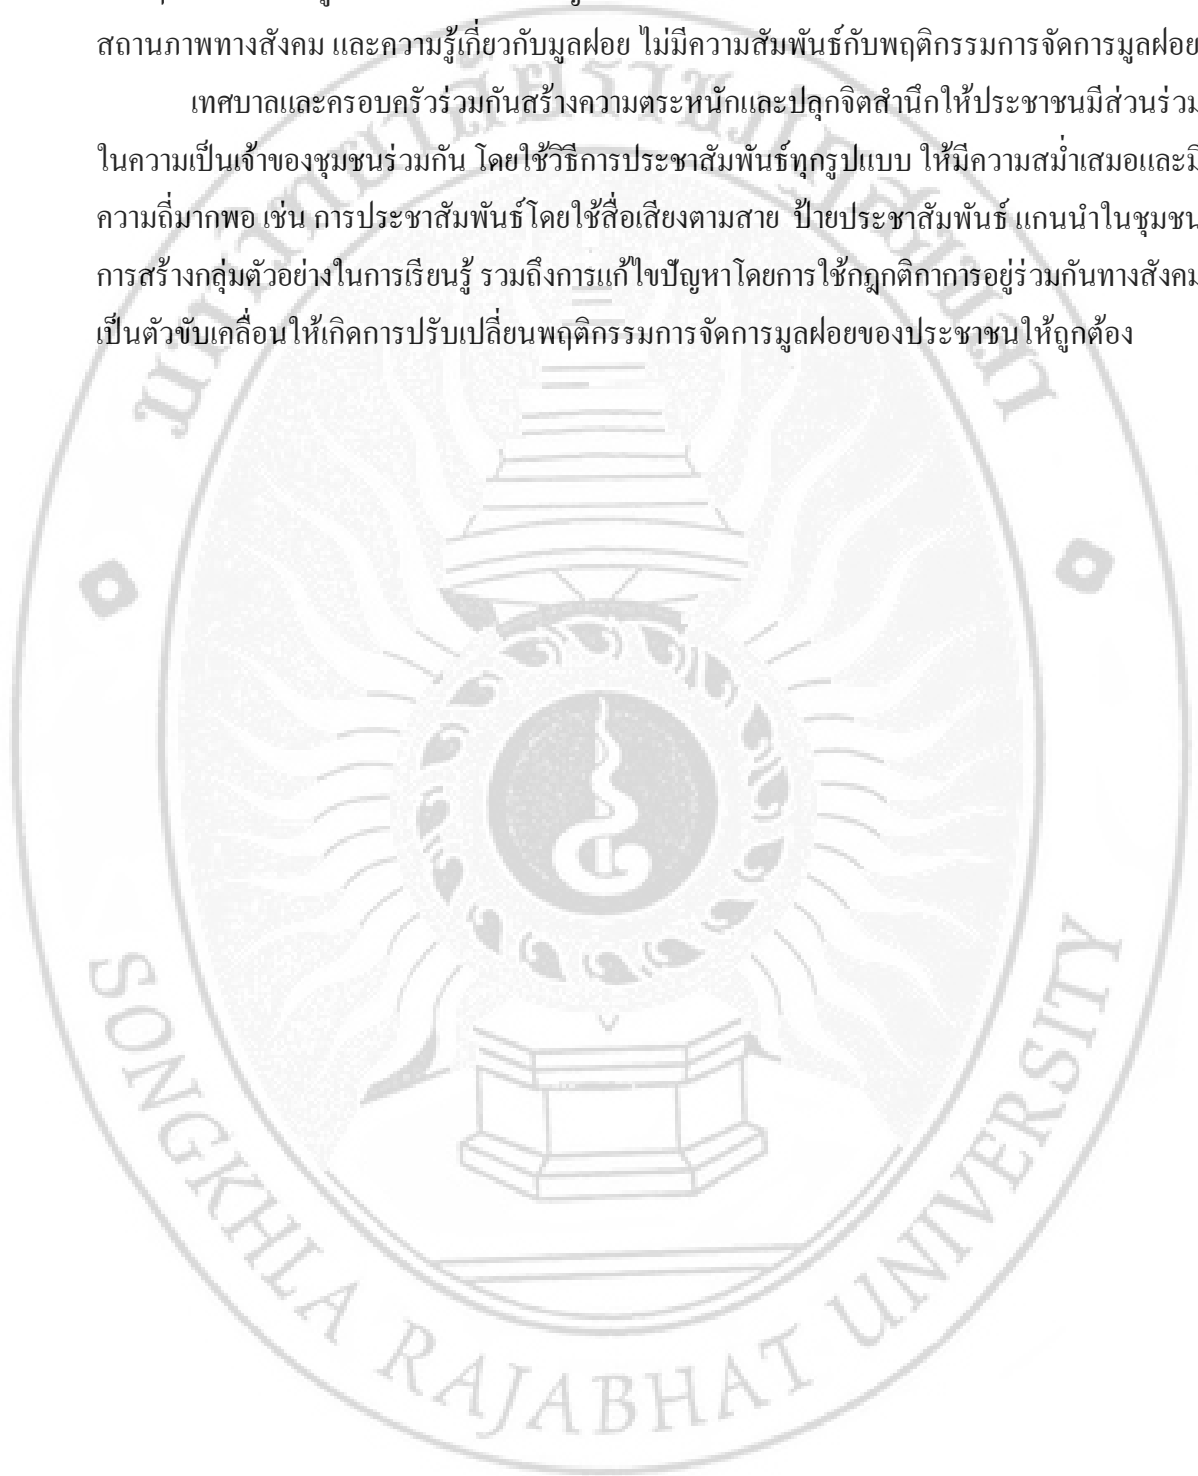 สถานภาพทางสังคม และความรู้เกี่ยวกับมูลฝอย ไม่มีความสัมพันธ์กับพฤติกรรมการจัดการมูลฝอย
เทศบาลและครอบครัวร่วมกันสร้างความตระหนักและปลุกจิตสำนึกให้ประชาชนมีส่วนร่วม
ในความเป็นเจ้าของชุมชนร่วมกัน โดยใช้วิธีการประชาสัมพันธ์ทุกรูปแบบ ให้มีความสม่ำเสมอและมี
ความถี่มากพอ เช่น การประชาสัมพันธ์โดยใช้สื่อเสียงตามสาย ป้ายประชาสัมพันธ์ แกนนำในชุมชน
การสร้างกลุ่มตัวอย่างในการเรียนรู้ รวมถึงการแก้ไขปัญหาโดยการใช้กฎกติกาการอยู่ร่วมกันทางสังคม
เป็นตัวขับเคลื่อนให้เกิดการปรับเปลี่ยนพฤติกรรมการจัดการมูลฝอยของประชาชนให้ถูกต้อง
มหาวิทยาลัยราชภัฏสงขลา
SONGKHLA RAJABHAT UNIVERSITY